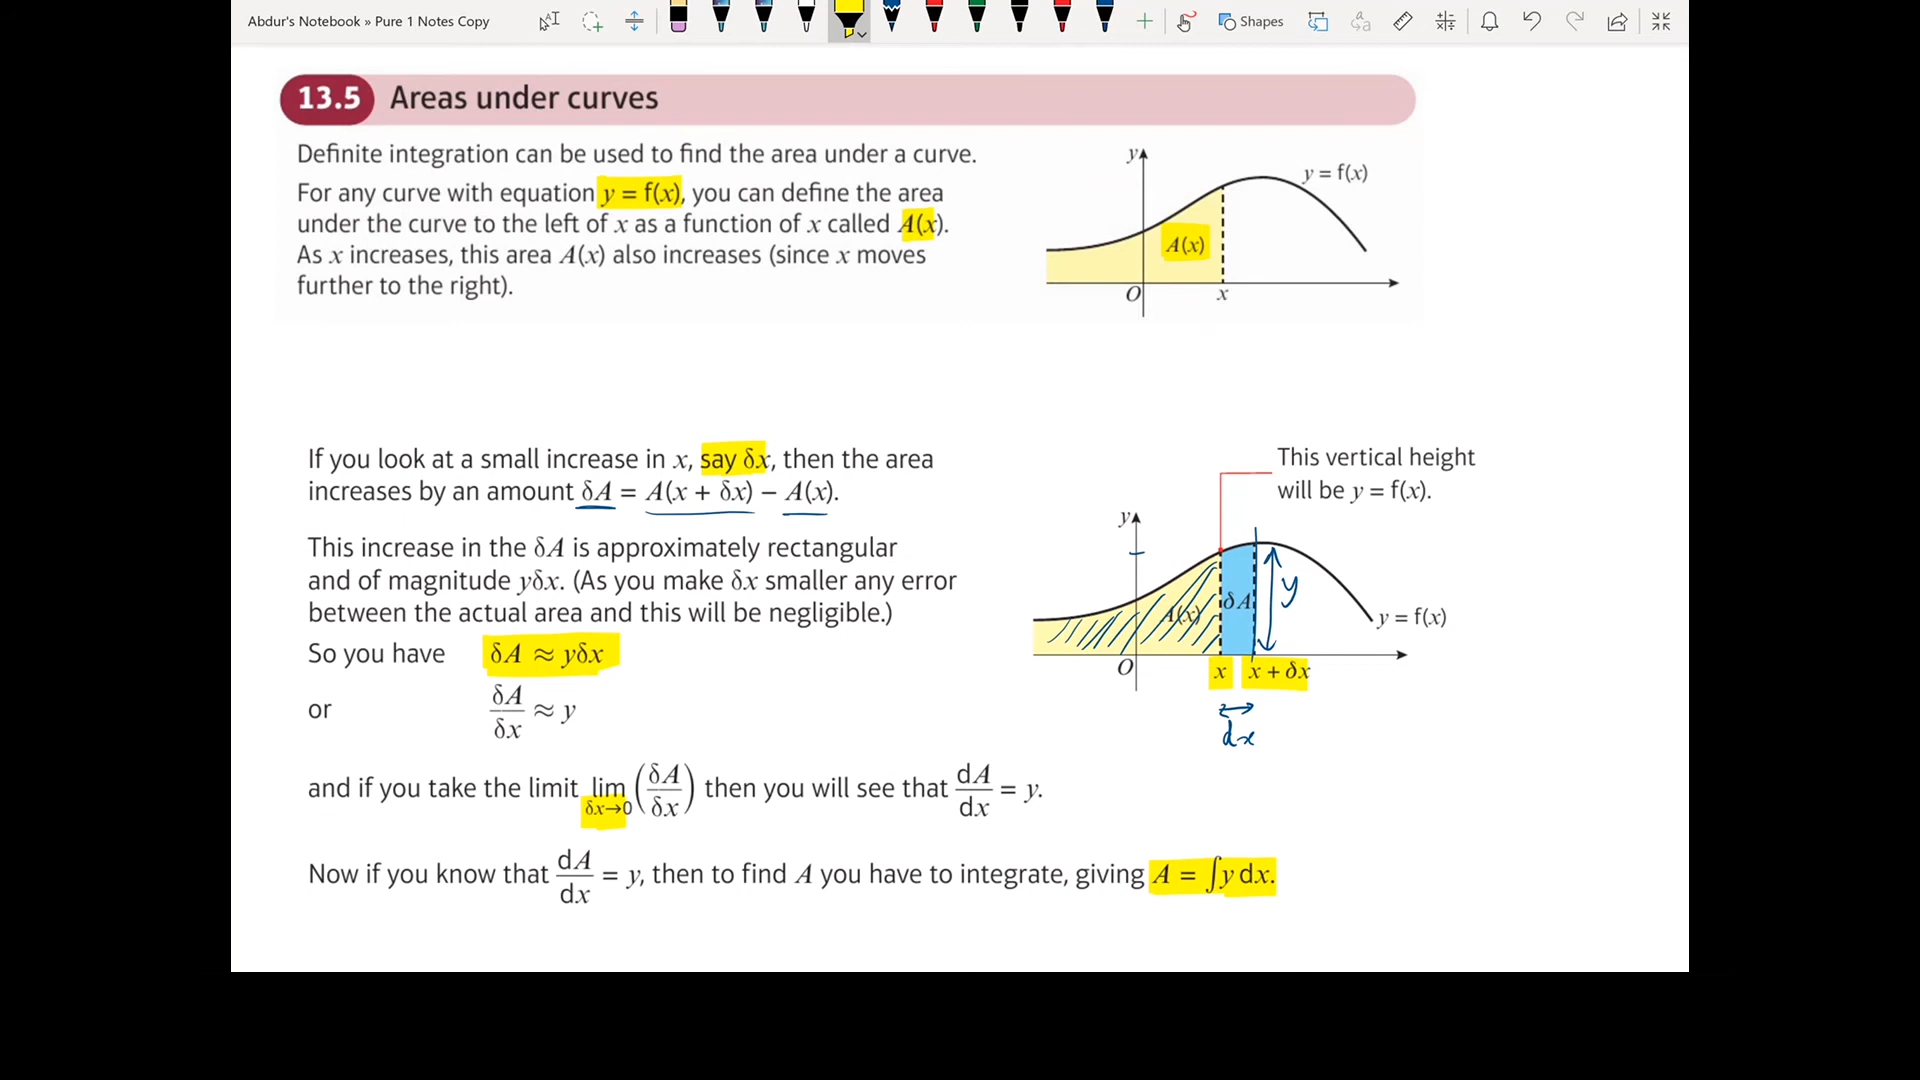 Abdur's Notebook » Pure 1 Notes Copy
Shapes
13.5 Areas under curves
Definite integration can be used to find the area under a curve.
For any curve with equation y = f(x), you can define the area
under the curve to the left of x as a function of x called A(x).
As x increases, this area A(x) also increases (since x moves
further to the right).
y
y = f(x)
A(x)
O
x
If you look at a small increase in x, say δx, then the area
increases by an amount δA = A(x + δx) − A(x).
This increase in the δA is approximately rectangular
and of magnitude yδx. (As you make δx smaller any error
between the actual area and this will be negligible.)
So you have δA ≈ yδx
or δA/δx ≈ y
and if you take the limit lim δx→0 (δA/δx) then you will see that dA/dx = y.
Now if you know that dA/dx = y, then to find A you have to integrate, giving A = ∫y dx.
This vertical height
will be y = f(x).
y
A(x)
δA
y
y = f(x)
O
x
x + δx
dx